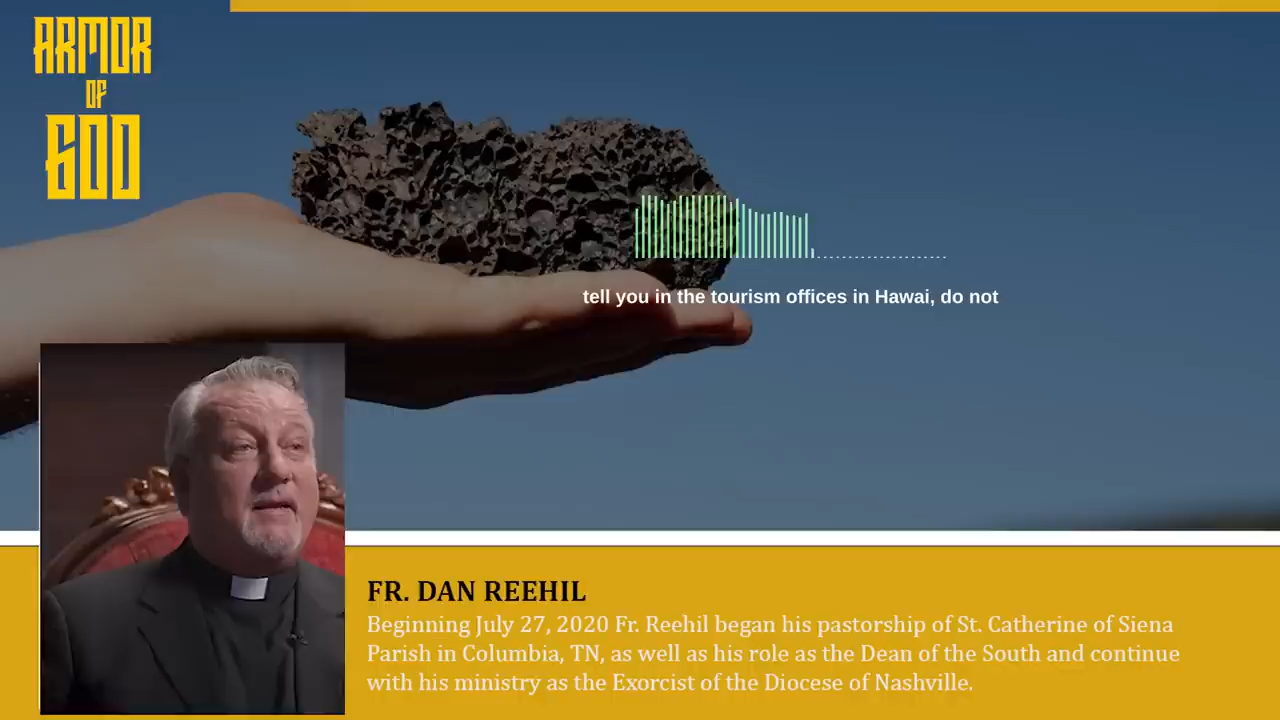 ARMOR
OF
GOD
tell you in the tourism offices in Hawai, do not
FR. DAN REEHIL
Beginning July 27, 2020 Fr. Reehil began his pastorship of St. Catherine of Siena
Parish in Columbia, TN, as well as his role as the Dean of the South and continue
with his ministry as the Exorcist of the Diocese of Nashville.